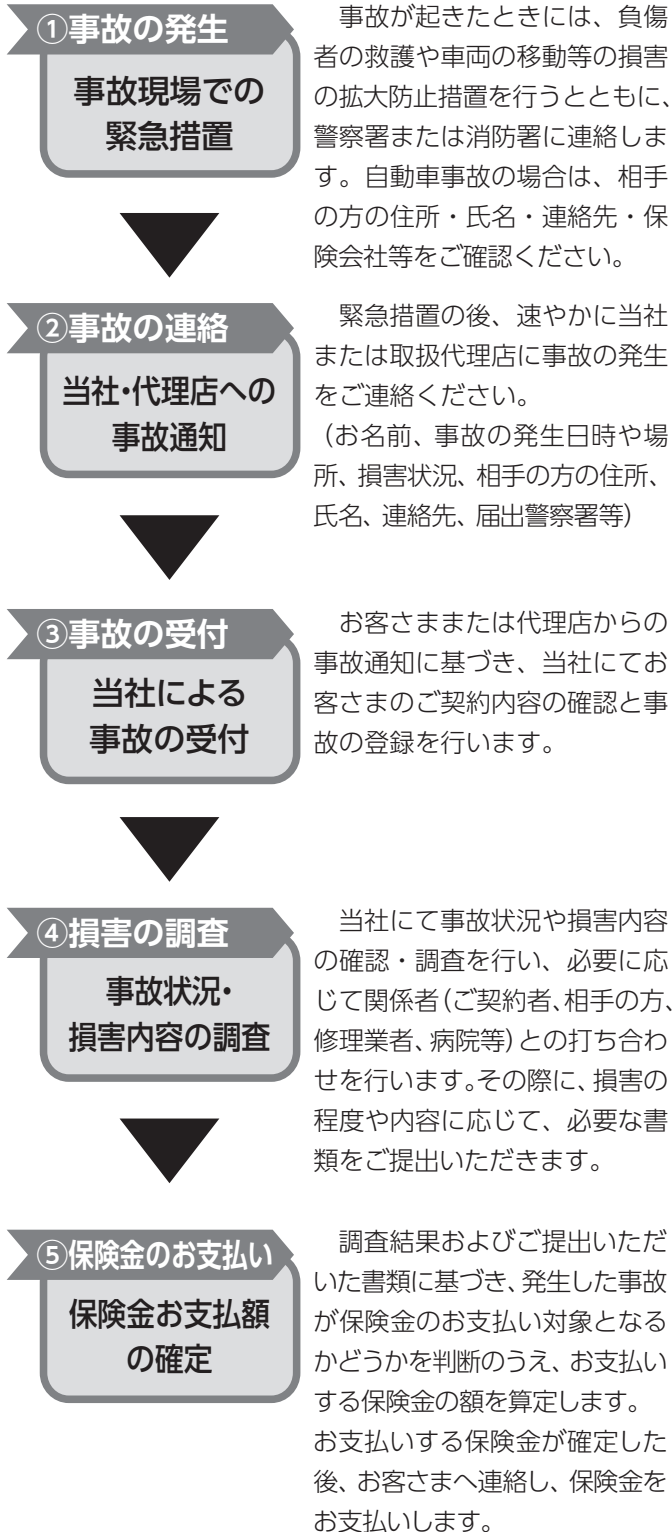 ①事故の発生
事故現場での
緊急措置
事故が起きたときには、負傷
者の救護や車両の移動等の損害
の拡大防止措置を行うとともに、
警察署または消防署に連絡しま
す。自動車事故の場合は、相手
の方の住所・氏名・連絡先・保
険会社等をご確認ください。
②事故の連絡
当社・代理店への
事故通知
緊急措置の後、速やかに当社
または取扱代理店に事故の発生
をご連絡ください。
（お名前、事故の発生日時や場
所、損害状況、相手の方の住所、
氏名、連絡先、届出警察署等）
③事故の受付
当社による
事故の受付
お客さままたは代理店からの
事故通知に基づき、当社にてお
客さまのご契約内容の確認と事
故の登録を行います。
④損害の調査
事故状況・
損害内容の調査
当社にて事故状況や損害内容
の確認・調査を行い、必要に応
じて関係者（ご契約者、相手の方、
修理業者、病院等）との打ち合わ
せを行います。その際に、損害の
程度や内容に応じて、必要な書
類をご提出いただきます。
⑤保険金のお支払い
保険金お支払額
の確定
調査結果およびご提出いただ
いた書類に基づき、発生した事故
が保険金のお支払い対象となる
かどうかを判断のうえ、お支払い
する保険金の額を算定します。
お支払いする保険金が確定した
後、お客さまへ連絡し、保険金を
お支払いします。